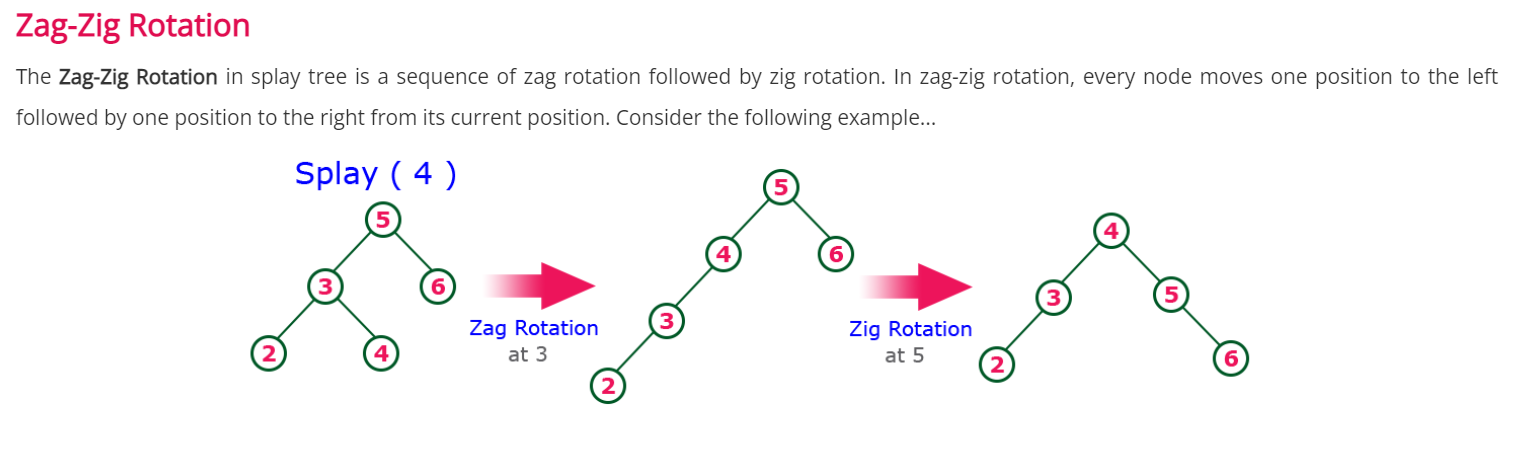 Zag-Zig Rotation
The Zag-Zig Rotation in splay tree is a sequence of zag rotation followed by zig rotation. In zag-zig rotation, every node moves one position to the left
followed by one position to the right from its current position. Consider the following example...
Splay ( 4 )
5
3
6
2
4
Zag Rotation
at 3
5
4
6
3
2
Zig Rotation
at 5
4
3
5
2
6